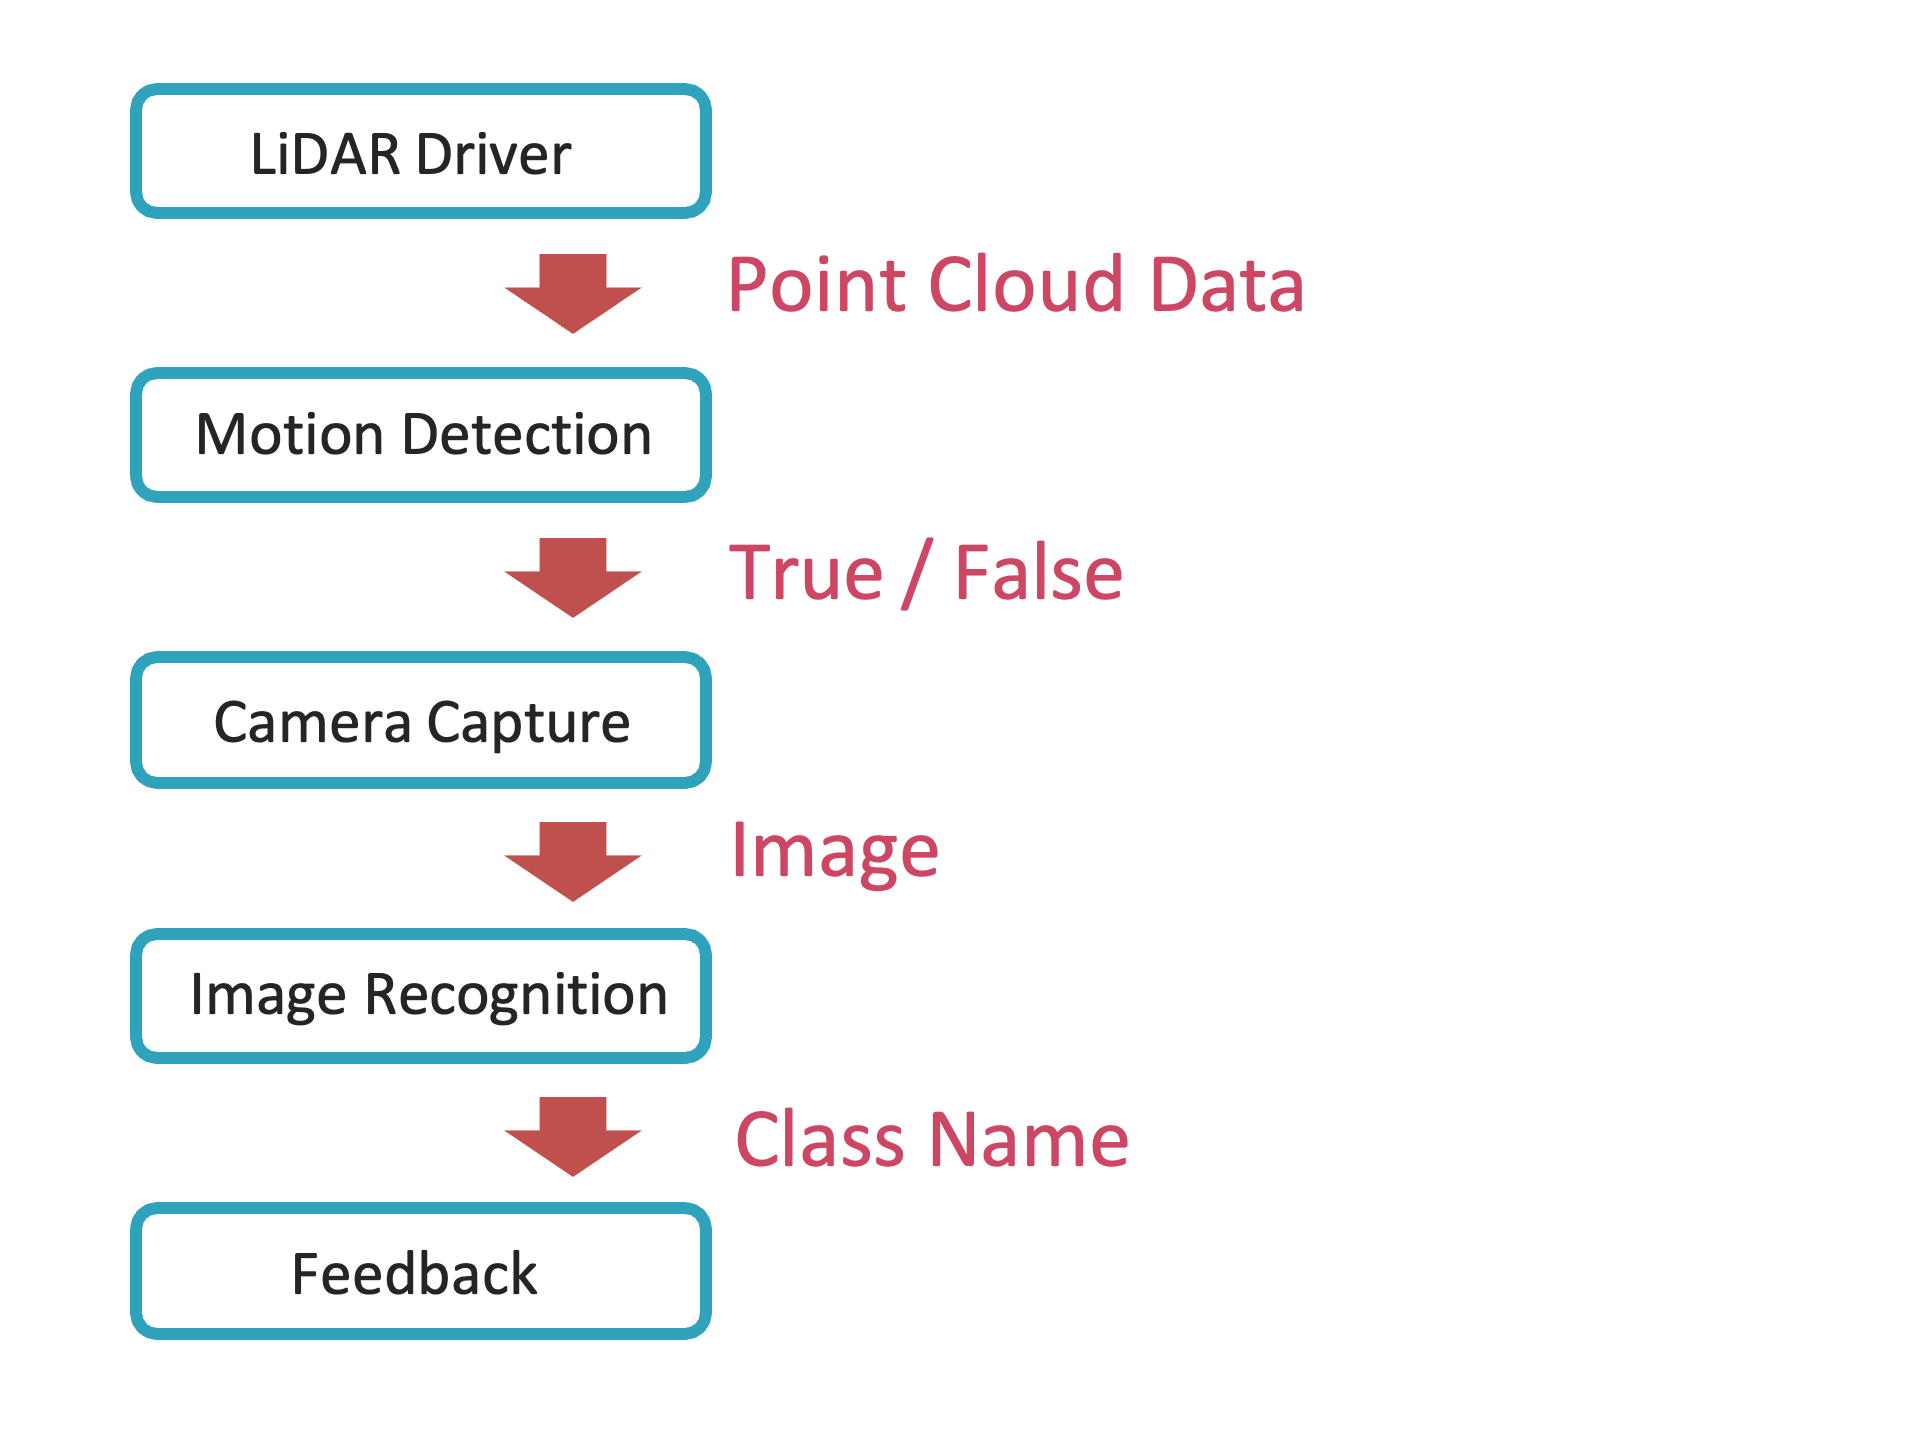 LiDAR Driver
Point Cloud Data
Motion Detection
True / False
Camera Capture
Image
Image Recognition
Class Name
Feedback